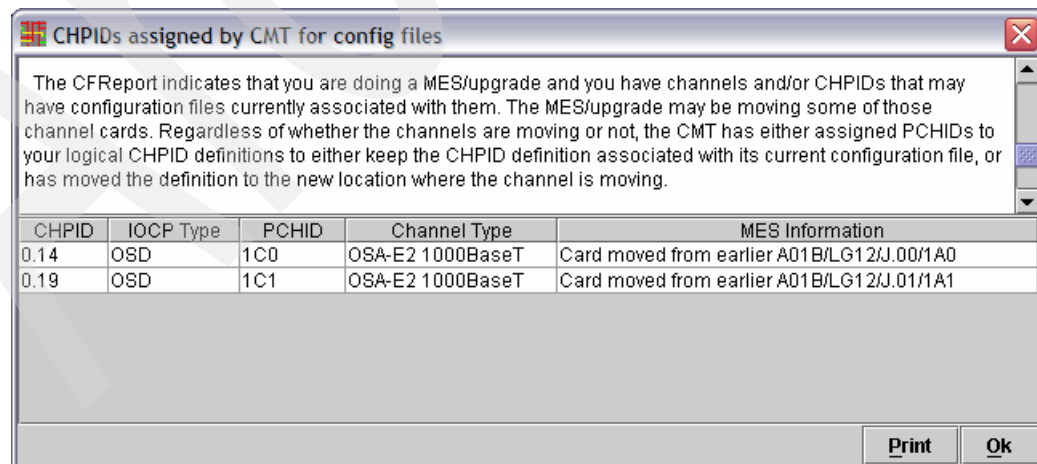 CHPIDs assigned by CMT for config files
The CFReport indicates that you are doing a MES/upgrade and you have channels and/or CHPIDs that may
have configuration files currently associated with them. The MES/upgrade may be moving some of those
channel cards. Regardless of whether the channels are moving or not, the CMT has either assigned PCHIDs to
your logical CHPID definitions to either keep the CHPID definition associated with its current configuration file, or
has moved the definition to the new location where the channel is moving.
CHPID IOCP Type PCHID Channel Type MES Information
0.14 OSD 1C0 OSA-E2 1000BaseT Card moved from earlier A01B/LG12/J.00/1A0
0.19 OSD 1C1 OSA-E2 1000BaseT Card moved from earlier A01B/LG12/J.01/1A1
Print Ok